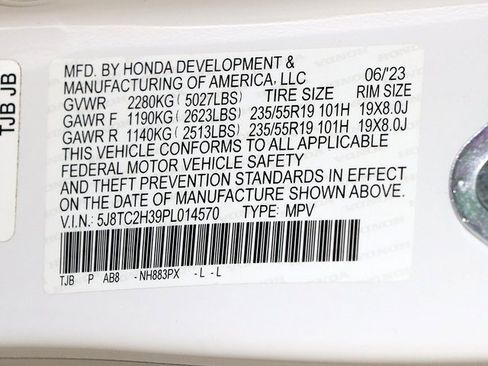 MFD. BY HONDA DEVELOPMENT &
MANUFACTURING OF AMERICA, LLC 06/'23
GVWR 2280KG (5027LBS) TIRE SIZE RIM SIZE
GAWR F 1190KG (2623LBS) 235/55R19 101H 19X8.0J
GAWR R 1140KG (2513LBS) 235/55R19 101H 19X8.0J
THIS VEHICLE CONFORMS TO ALL APPLICABLE
FEDERAL MOTOR VEHICLE SAFETY
AND THEFT PREVENTION STANDARDS IN EFFECT
ON THE DATE OF MANUFACTURE SHOWN ABOVE.
V.I.N.: 5J8TC2H39PL014570 TYPE: MPV
TJB P AB8 -NH883PX -L -L
TJB JB